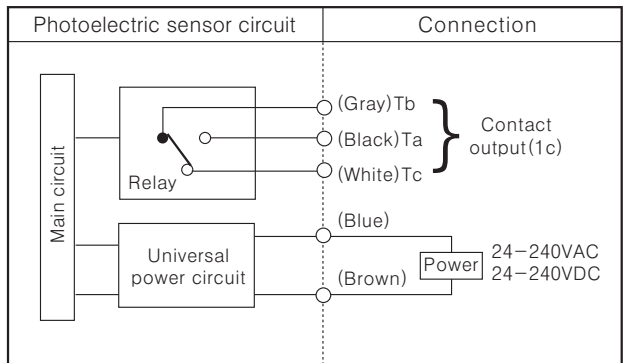 Photoelectric sensor circuit
Connection
Main circuit
Relay
(Gray)Tb
(Black)Ta
(White)Tc
Contact
output(1c)
Universal
power circuit
(Blue)
(Brown)
Power
24-240VAC
24-240VDC